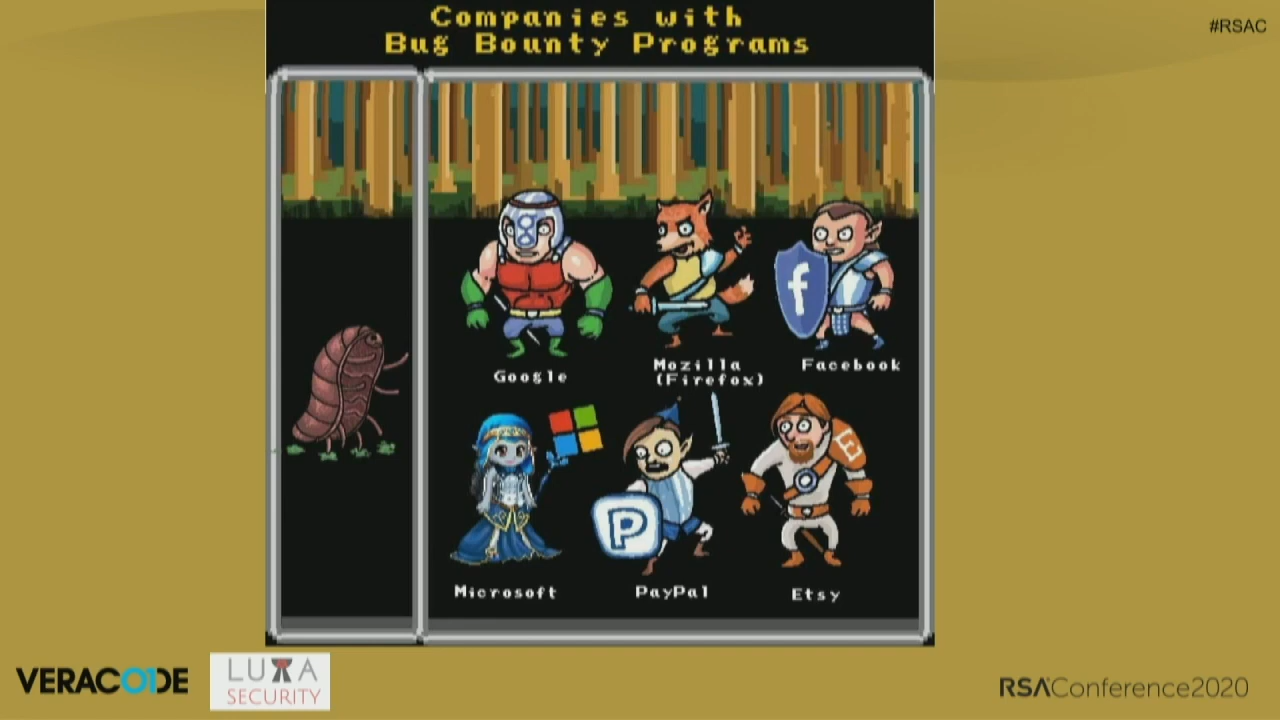 Companies with
Bug Bounty Programs
#RSAC
f
Google
Mozilla
(Firefox)
Facebook
P
E
Microsoft
PayPal
Etsy
VERACODE
LUTA
SECURITY
RSAConference2020